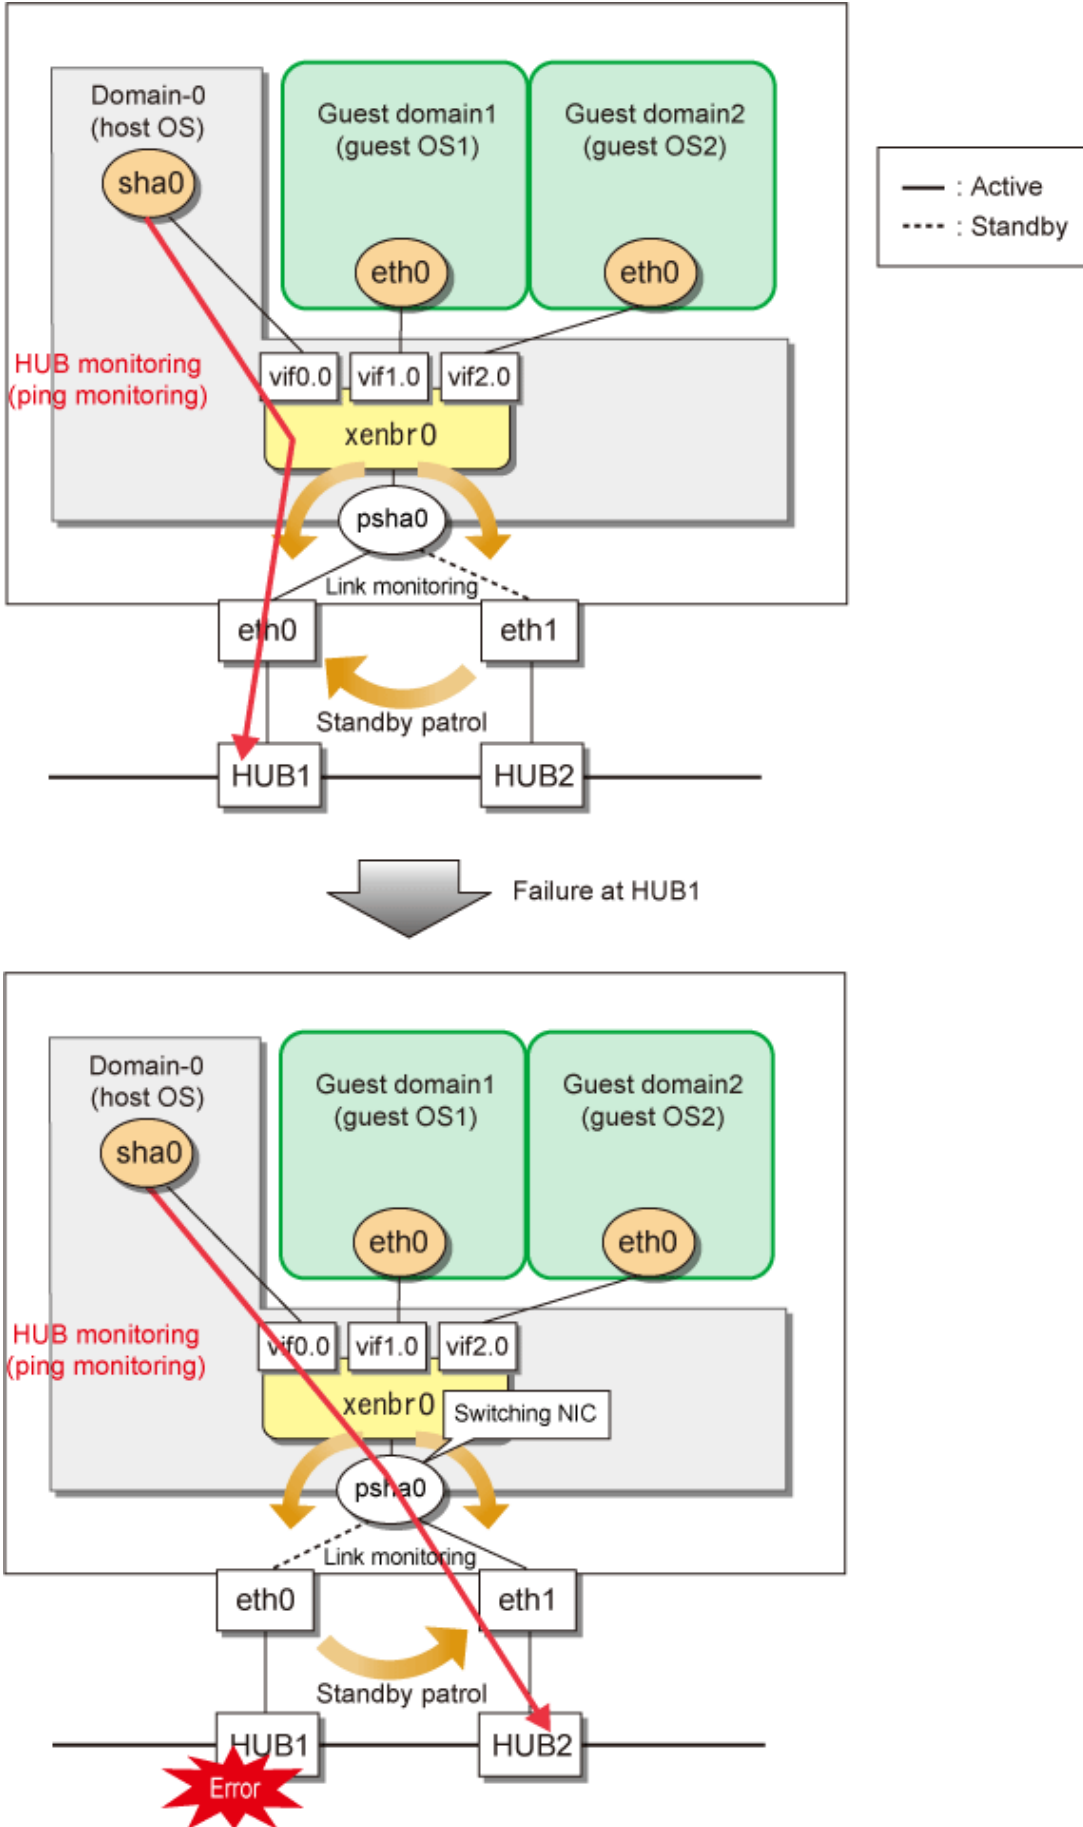 Domain-0
(host OS)
sha0
Guest domain1
(guest OS1)
Guest domain2
(guest OS2)
eth0
eth0
: Active
: Standby
HUB monitoring
(ping monitoring)
vif0.0
vif1.0
vif2.0
xenbr0
psha0
Link monitoring
eth0
eth1
Standby patrol
HUB1
HUB2
Failure at HUB1
Domain-0
(host OS)
sha0
Guest domain1
(guest OS1)
Guest domain2
(guest OS2)
eth0
eth0
HUB monitoring
(ping monitoring)
vif0.0
vif1.0
vif2.0
xenbr0
Switching NIC
psha0
Link monitoring
eth0
eth1
Standby patrol
HUB1
HUB2
Error